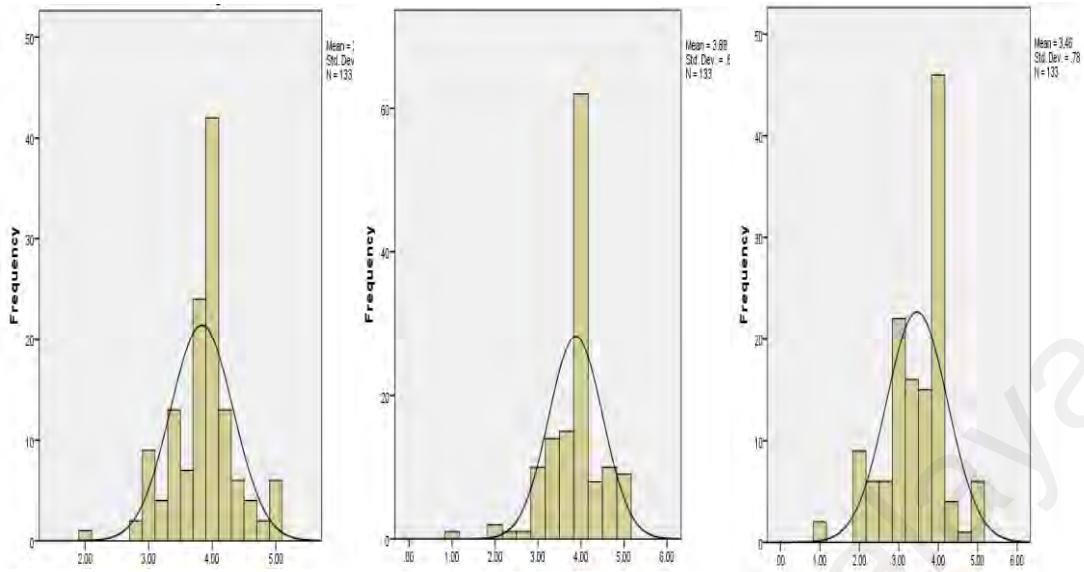 50
40
30
20
10
0
2.00 3.00 4.00 5.00
Frequency
Mean =
Std. Dev
N = 133
60
40
20
0
.00 1.00 2.00 3.00 4.00 5.00 6.00
Frequency
Mean = 3.88
Std. Dev. =
N = 133
50
40
30
20
10
0
.00 1.00 2.00 3.00 4.00 5.00 6.00
Frequency
Mean = 3.46
Std. Dev. = .78
N = 133